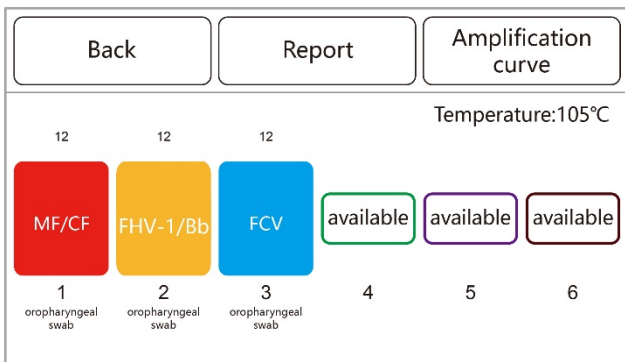 Back
Report
Amplification
curve
Temperature:105℃
12
12
12
MF/CF
FHV-1/Bb
FCV
available
available
available
1
2
3
4
5
6
oropharyngeal
swab
oropharyngeal
swab
oropharyngeal
swab